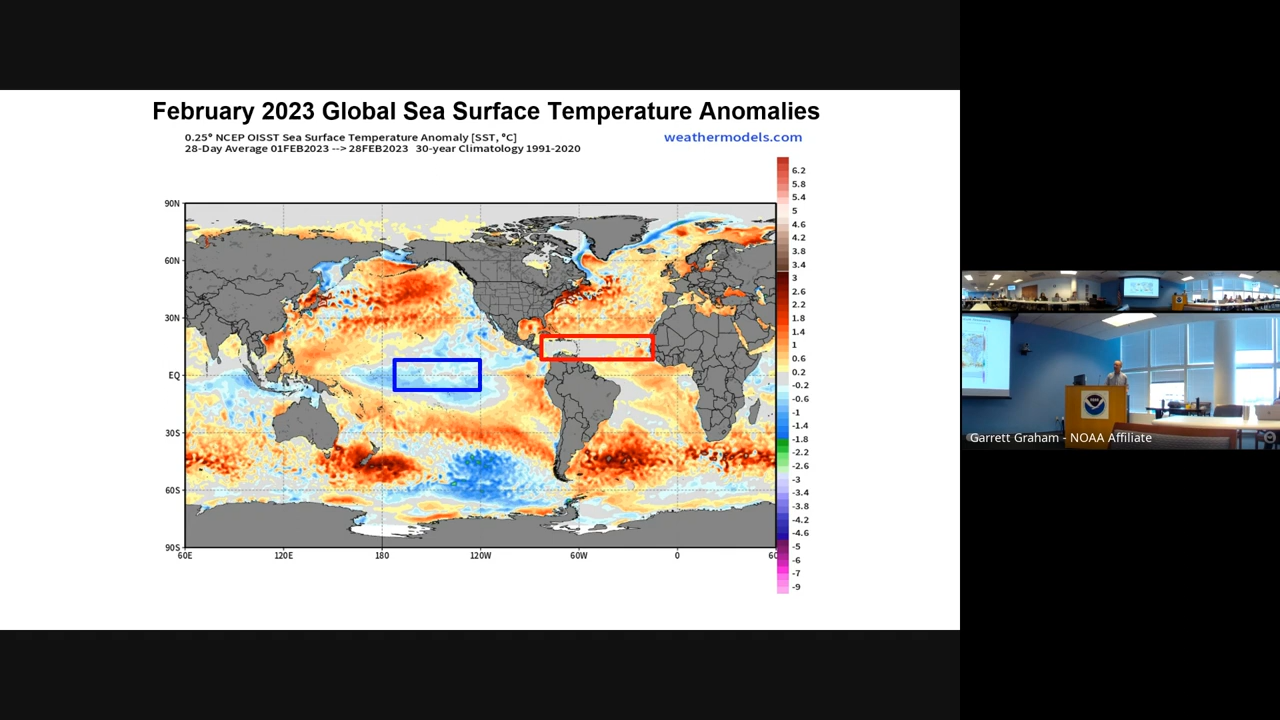 February 2023 Global Sea Surface Temperature Anomalies
0.25° NCEP OISST Sea Surface Temperature Anomaly [SST, °C]
weathermodels.com
28-Day Average 01FEB2023 --> 28FEB2023 30-year Climatology 1991-2020
6.2
5.8
5.4
5
4.6
4.2
3.8
3.4
3
2.6
2.2
1.8
1.4
1
0.6
0.2
-0.2
-0.6
-1
-1.4
-1.8
-2.2
-2.6
-3
-3.4
-3.8
-4.2
-4.6
-5
-6
-7
-9
90N
60N
30N
EQ
30S
60S
90S
60E 120E 180 120W 60W 0 60
Garrett Graham - NOAA Affiliate